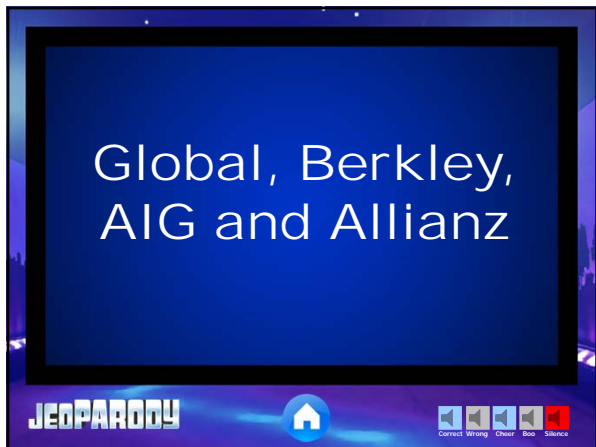 Global, Berkley,
AIG and Allianz
JEOPARODY
Correct Wrong Cheer Boo Silence